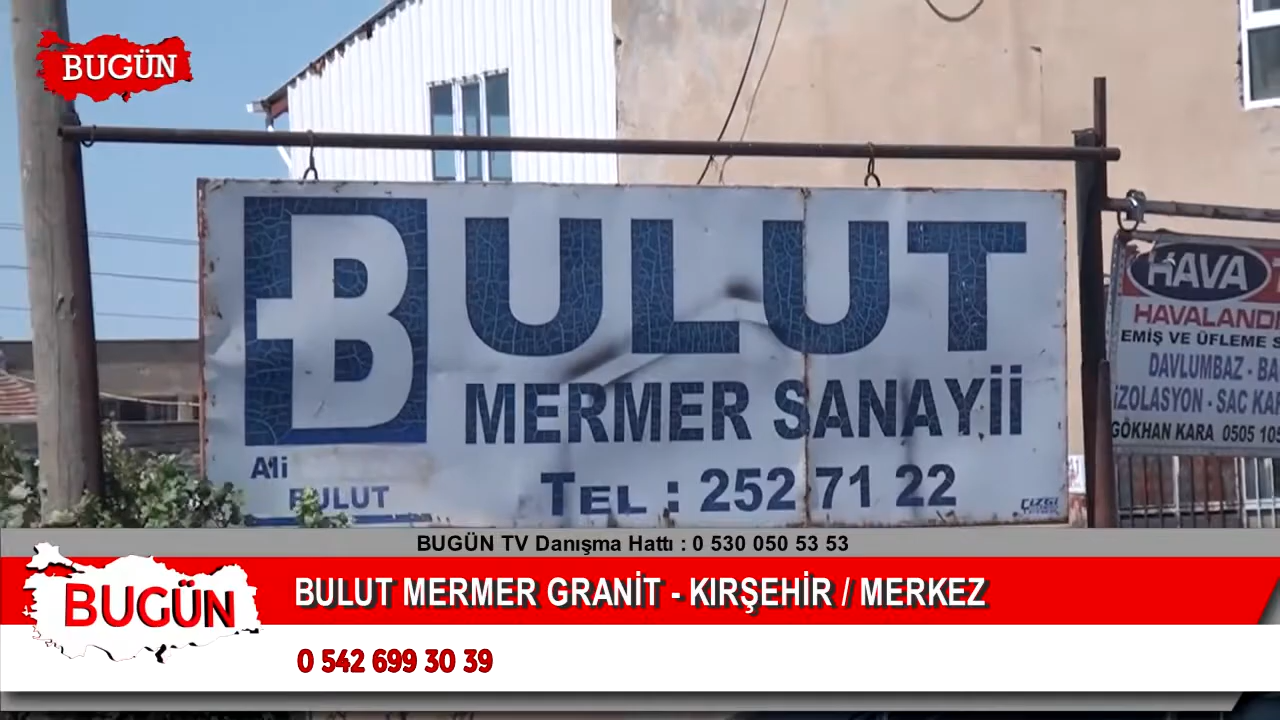 BUGÜN
BULUT
MERMER SANAYİİ
Ali
BULUT
TEL : 252 71 22
ÇİZGİ
HAVA
HAVALANDI
EMİŞ VE ÜFLEME S
DAVLUMBAZ - BA
İZOLASYON - SAC KA
GÖKHAN KARA 0505 105
BUGÜN TV Danışma Hattı : 0 530 050 53 53
BUGÜN
BULUT MERMER GRANİT - KIRŞEHİR / MERKEZ
0 542 699 30 39